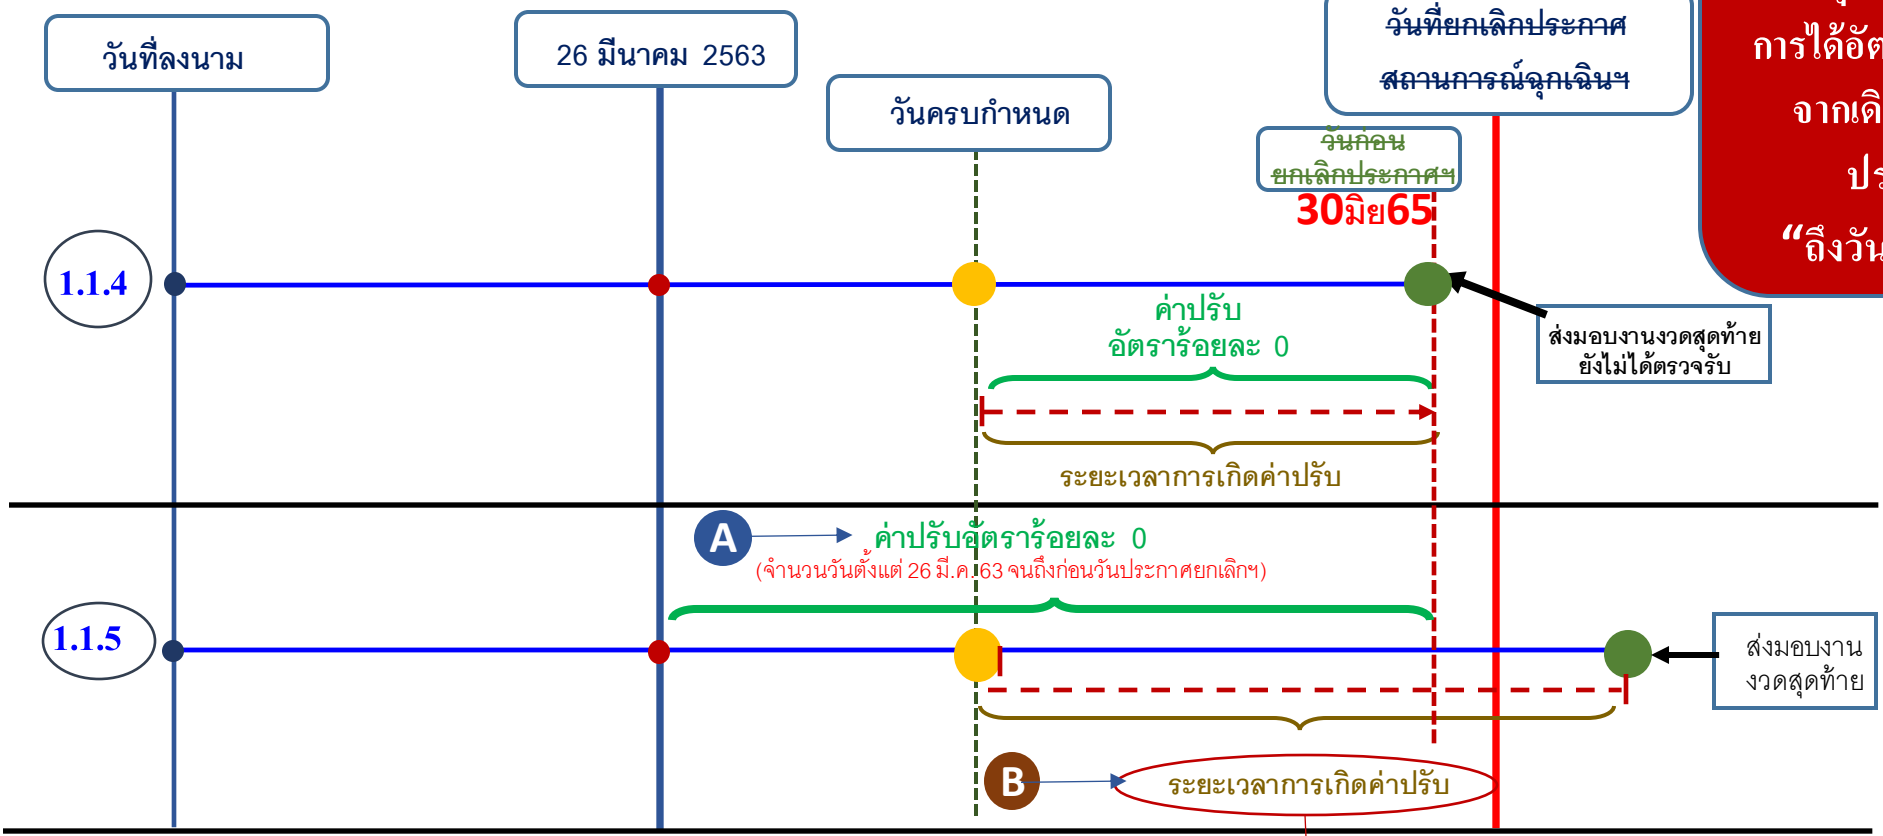 วันที่ลงนาม
26 มีนาคม 2563
วันครบกำหนด
วันที่ยกเลิกประกาศ
สถานการณ์ฉุกเฉินฯ
วันก่อน
ยกเลิกประกาศฯ
30มิย65
การได้อัต
จากเดิ
ปร
“ถึงวัน
1.1.4
ค่าปรับ
อัตราร้อยละ 0
ส่งมอบงานงวดสุดท้าย
ยังไม่ได้ตรวจรับ
ระยะเวลาการเกิดค่าปรับ
A
ค่าปรับอัตราร้อยละ 0
(จำนวนวันตั้งแต่ 26 มี.ค. 63 จนถึงก่อนวันประกาศยกเลิกฯ)
1.1.5
ส่งมอบงาน
งวดสุดท้าย
B
ระยะเวลาการเกิดค่าปรับ